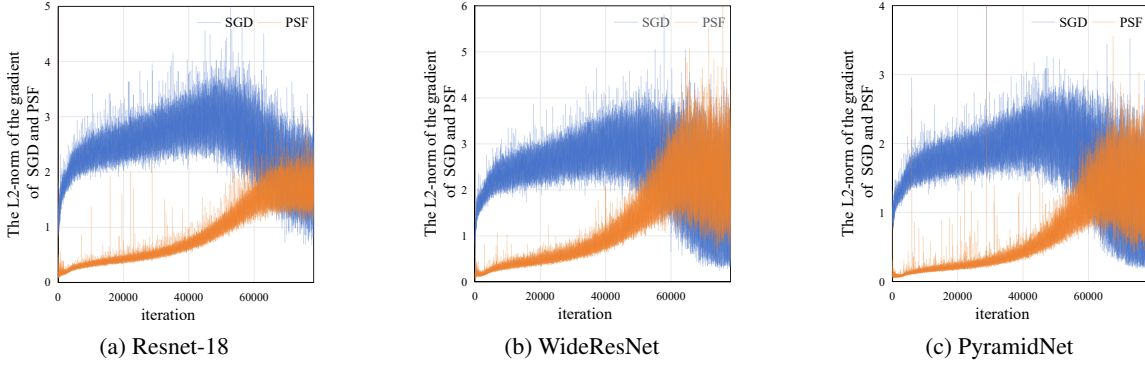 SGD PSF
The L2-norm of the gradient
of SGD and PSF
5
4
3
2
1
0
0 20000 40000 60000
iteration
(a) Resnet-18
SGD PSF
The L2-norm of the gradient
of SGD and PSF
6
5
4
3
2
1
0
0 20000 40000 60000
iteration
(b) WideResNet
SGD PSF
The L2-norm of the gradient
of SGD and PSF
4
3
2
1
0
0 20000 40000 60000
iteration
(c) PyramidNet